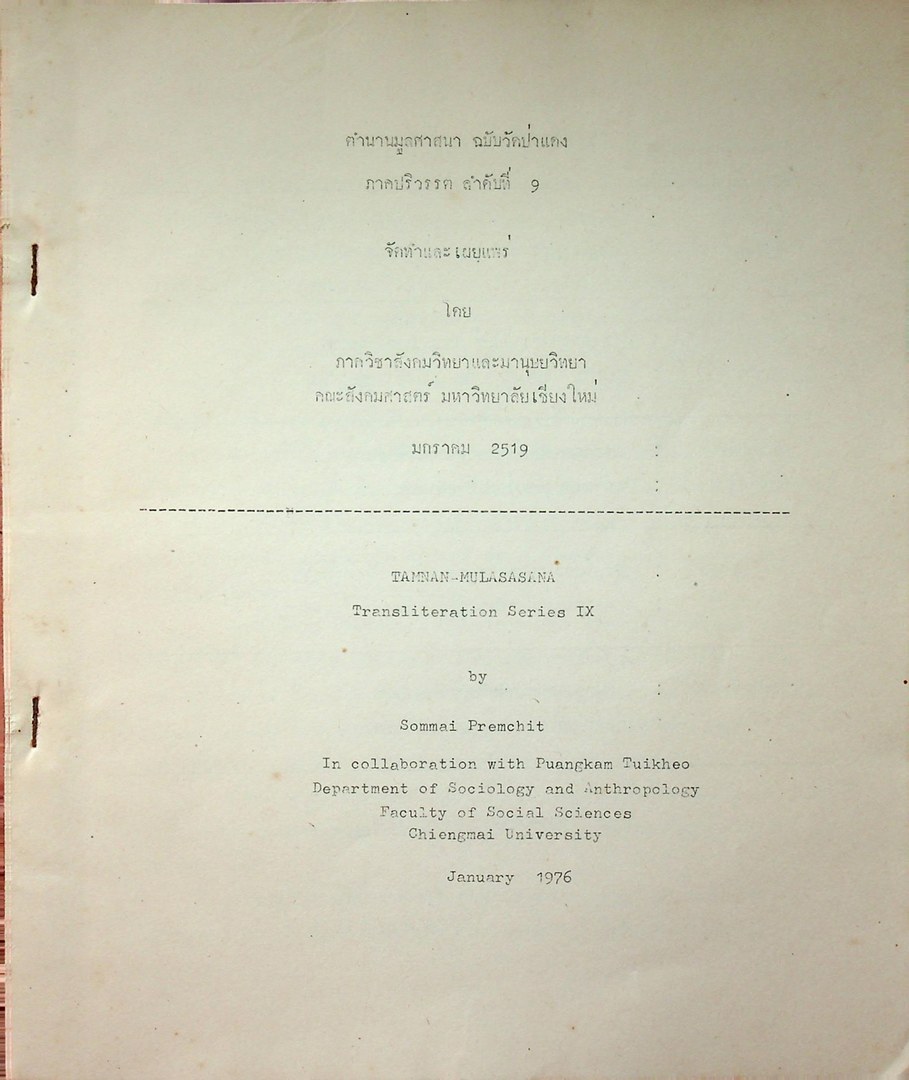 ตำนานมูลศาสนา ฉบับวัดป่าแดง
ภาคปริวรรต ลำดับที่ 9
จัดทำและเผยแพร่
โดย
ภาควิชาสังคมวิทยาและมานุษยวิทยา
คณะสังคมศาสตร์ มหาวิทยาลัยเชียงใหม่
มกราคม 2519
TAMNAN-MULASASANA
Transliteration Series IX
by
Sommai Premchit
In collaboration with Puangkam Tuikheo
Department of Sociology and Anthropology
Faculty of Social Sciences
Chiengmai University
January 1976